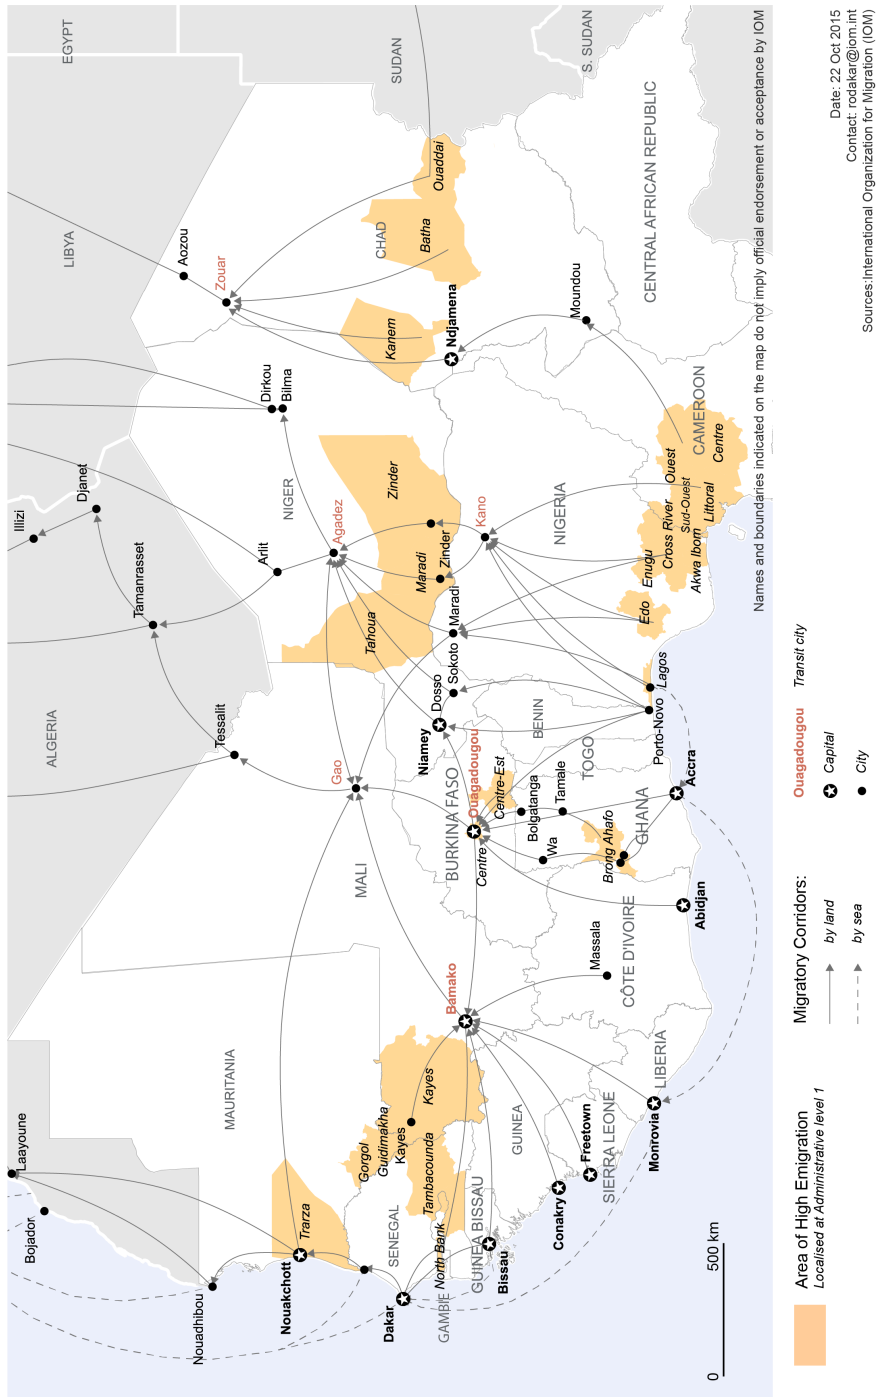 EGYPT
LIBYA
ALGERIA
SUDAN
S. SUDAN
CHAD
NIGER
MALI
MAURITANIA
CENTRAL AFRICAN REPUBLIC
CAMEROON
NIGERIA
BENIN
TOGO
GHANA
BURKINA FASO
CÔTE D'IVOIRE
LIBERIA
SIERRA LEONE
GUINEA
GUINEA BISSAU
GAMBIE
SENEGAL
Laayoune
Bojador
Nouadhibou
Nouakchott
Trarza
Dakar
North Bank
Tambacounda
Gorgol
Guidimakha
Kayes
Kayes
Bissau
Conakry
Freetown
Monrovia
Bamako
Massala
Abidjan
Gao
Tessalit
Tamanrasset
Djanet
Illizi
Arlit
Agadez
Dirkou
Bilma
Aozou
Zouar
Kanem
Batha
Ouaddai
Ndjamena
Moundou
Tahoua
Maradi
Zinder
Zinder
Maradi
Sokoto
Dosso
Niamey
Kano
Ouagadougou
Centre
Centre-Est
Bolgatanga
Tamale
Wa
Brong Ahafo
Accra
Porto-Novo
Lagos
Edo
Enugu
Cross River
Akwa Ibom
Sud-Ouest
Ouest
Littoral
Centre
Names and boundaries indicated on the map do not imply official endorsement or acceptance by IOM
0
500 km
Area of High Emigration
Localised at Administrative level 1
Migratory Corridors:
by land
by sea
Ouagadougou
Transit city
Capital
City
Date: 22 Oct 2015
Contact: rodakar@iom.int
Sources:International Organization for Migration (IOM)